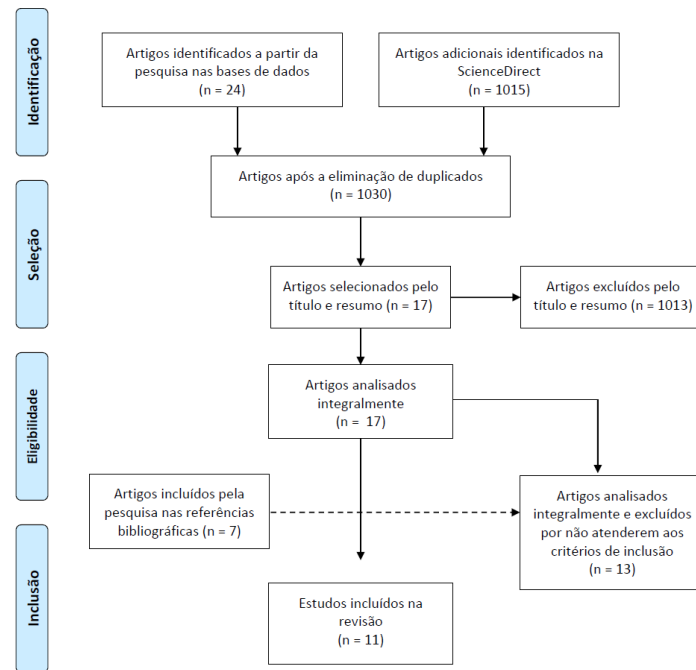 Identificação
Artigos identificados a partir da
pesquisa nas bases de dados
(n = 24)
Artigos adicionais identificados na
ScienceDirect
(n = 1015)
Artigos após a eliminação de duplicados
(n = 1030)
Seleção
Artigos selecionados pelo
título e resumo (n = 17)
Artigos excluídos pelo
título e resumo (n = 1013)
Eligibilidade
Artigos analisados
integralmente
(n = 17)
Artigos incluídos pela
pesquisa nas referências
bibliográficas (n = 7)
Artigos analisados
integralmente e excluídos
por não atenderem aos
critérios de inclusão
(n = 13)
Inclusão
Estudos incluídos na
revisão
(n = 11)